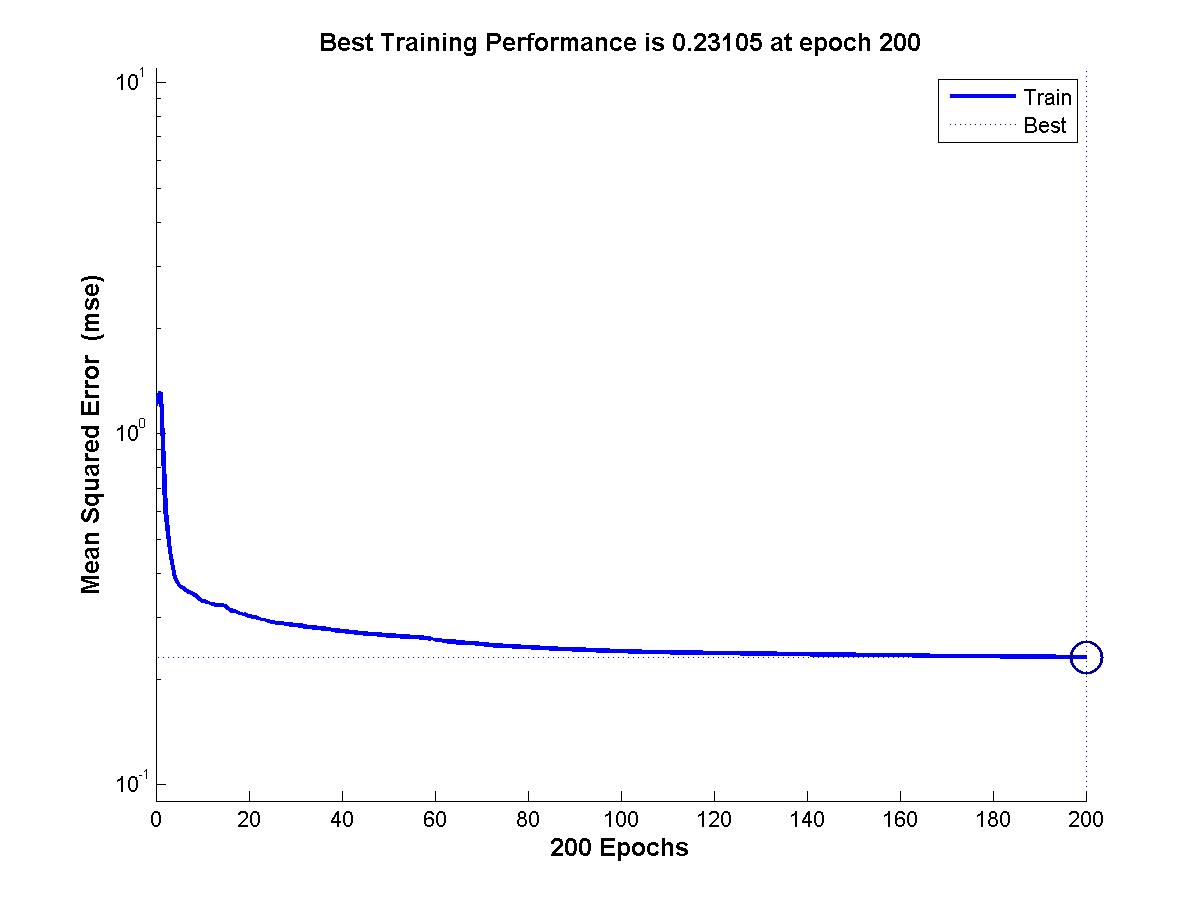 Best Training Performance is 0.23105 at epoch 200
10^1
Train
Best
Mean Squared Error (mse)
10^0
10^-1
0 20 40 60 80 100 120 140 160 180 200
200 Epochs